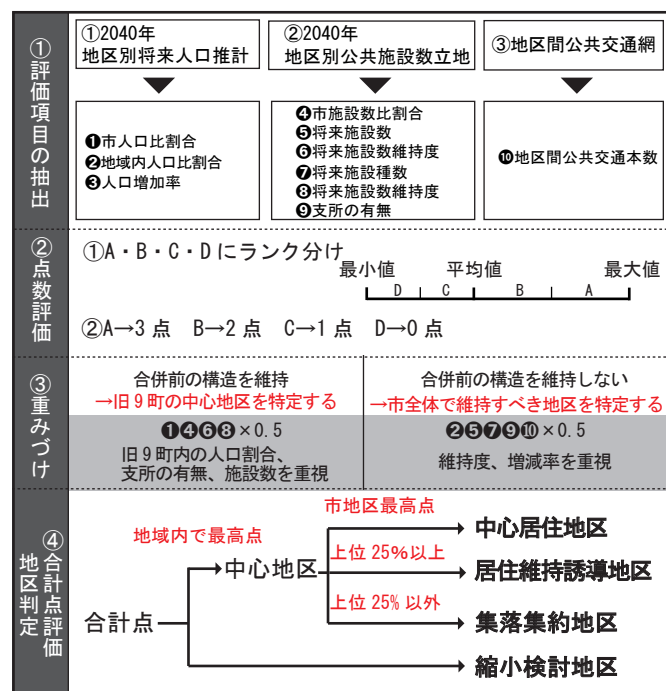 ①評価項目の抽出
①2040年
地区別将来人口推計
②2040年
地区別公共施設数立地
③地区間公共交通網
❶市人口比割合
❷地域内人口比割合
❸人口増加率
❹市施設数比割合
❺将来施設数
❻将来施設数維持度
❼将来施設種数
❽将来施設数維持度
❾支所の有無
❿地区間公共交通本数
②点数評価
①A・B・C・Dにランク分け
最小値 平均値 最大値
D C B A
②A→3点 B→2点 C→1点 D→0点
③重みづけ
合併前の構造を維持
→旧9町の中心地区を特定する
❶❹❻❽×0.5
旧9町内の人口割合、
支所の有無、施設数を重視
合併前の構造を維持しない
→市全体で維持すべき地区を特定する
❷❺❼❾❿×0.5
維持度、増減率を重視
④合計点評価
地区判定
合計点
地域内で最高点
中心地区
市地区最高点
中心居住地区
上位25%以上
居住維持誘導地区
上位25%以外
集落集約地区
縮小検討地区